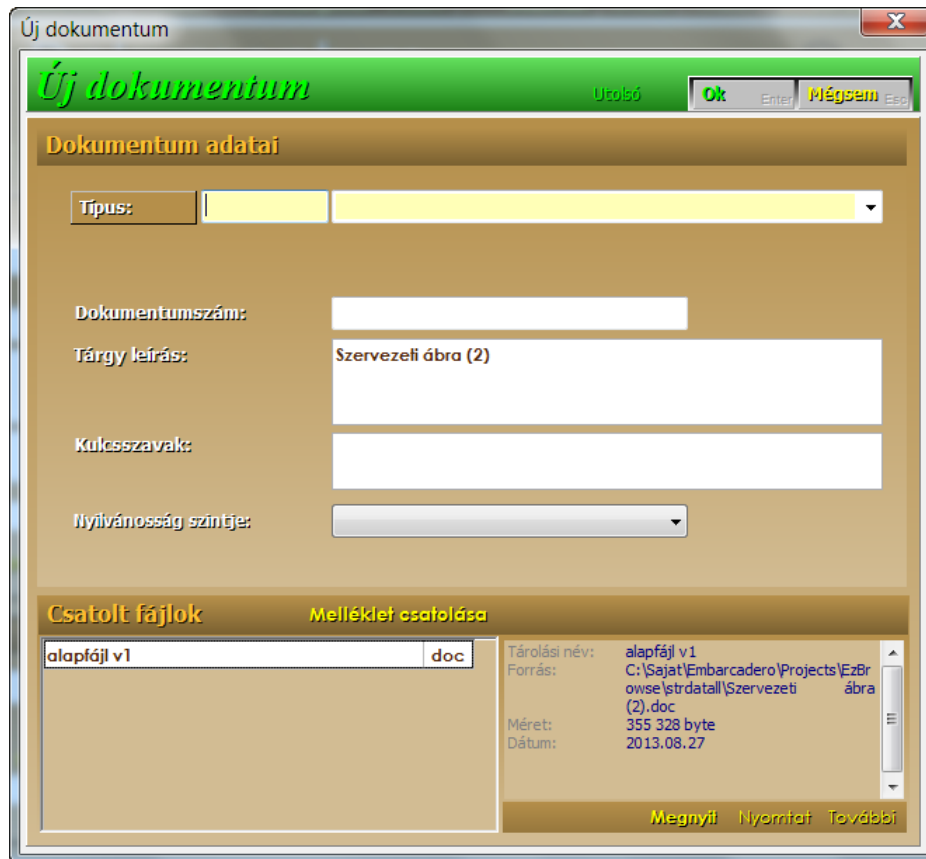 Új dokumentum
Új dokumentum
Utolsó
Ok Enter
Mégsem Esc
Dokumentum adatai
Típus:
Dokumentumszám:
Tárgy leírás:
Szervezeti ábra (2)
Kulcsszavak:
Nyilvánosság szintje:
Csatolt fájlok
Melléklet csatolása
alapfájl v1 doc
Tárolási név: alapfájl v1
Forrás: C:\Sajat\Embarcadero\Projects\EzBr
owse\strdatall\Szervezeti ábra
(2).doc
Méret: 355 328 byte
Dátum: 2013.08.27
Megnyit Nyomtat További